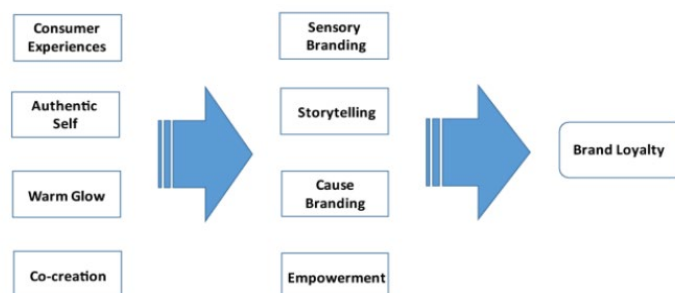 Consumer
Experiences
Authentic
Self
Warm Glow
Co-creation
Sensory
Branding
Storytelling
Cause
Branding
Empowerment
Brand Loyalty